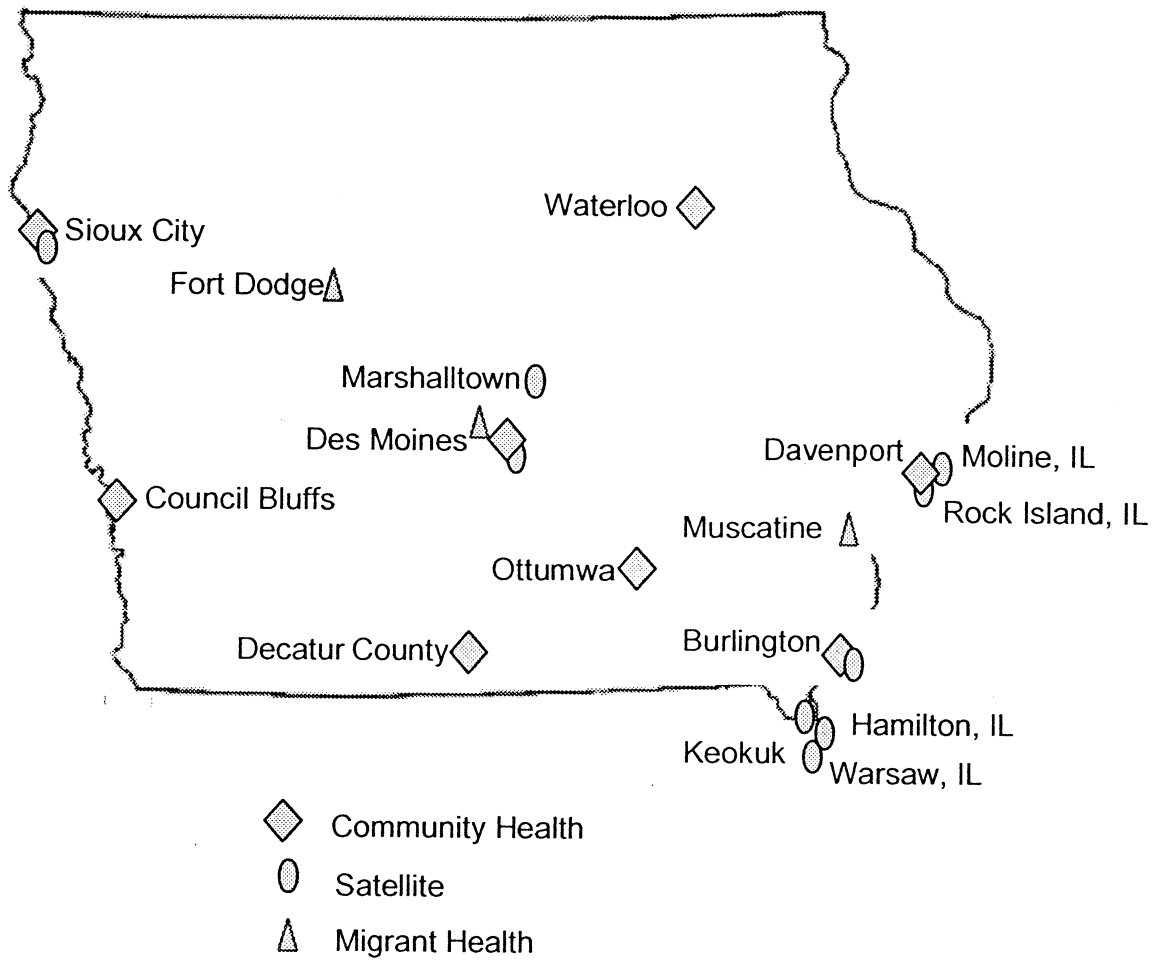 Waterloo
Sioux City
Fort Dodge
Marshalltown
Des Moines
Davenport
Moline, IL
Council Bluffs
Rock Island, IL
Muscatine
Ottumwa
Decatur County
Burlington
Hamilton, IL
Keokuk
Warsaw, IL
Community Health
Satellite
Migrant Health